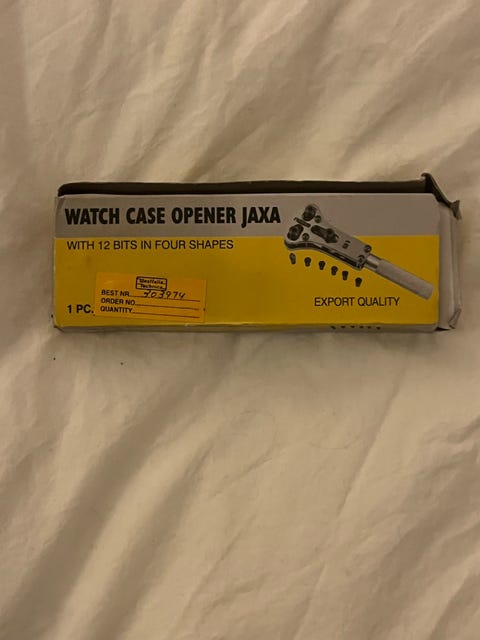 WATCH CASE OPENER JAXA
WITH 12 BITS IN FOUR SHAPES
Westfalia
Technica
BEST NR. 203974
ORDER NO.
QUANTITY
1 PC.
EXPORT QUALITY